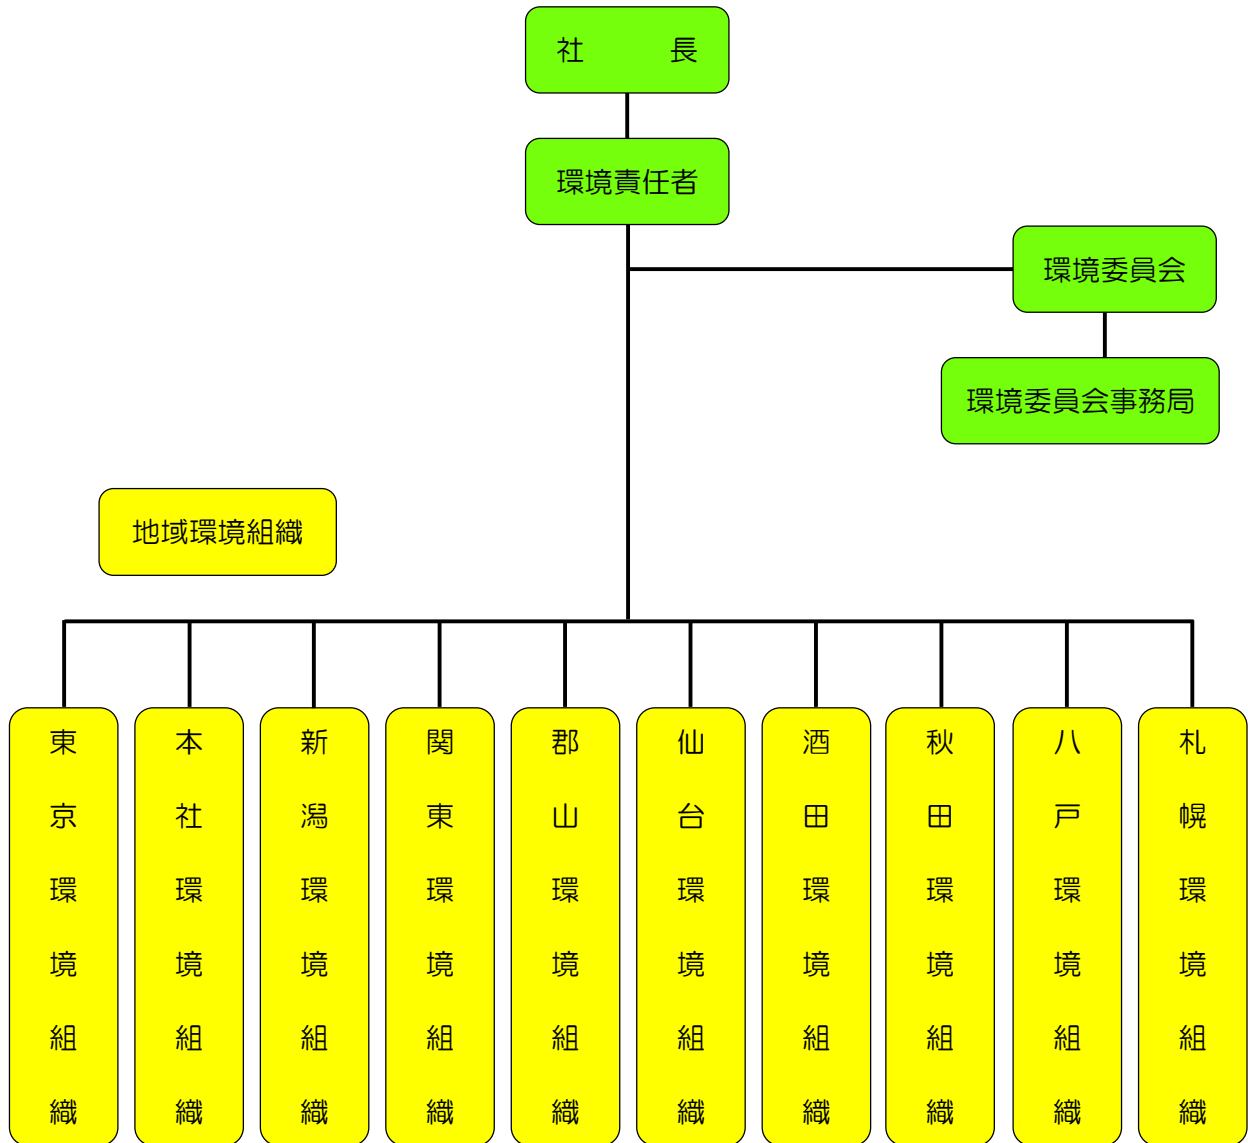 社　　長
環境責任者
環境委員会
環境委員会事務局
地域環境組織
東京環境組織
本社環境組織
新潟環境組織
関東環境組織
郡山環境組織
仙台環境組織
酒田環境組織
秋田環境組織
八戸環境組織
札幌環境組織